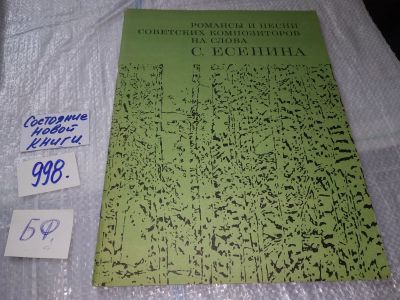 РОМАНСЫ И ПЕСНИ
СОВЕТСКИХ КОМПОЗИТОРОВ
НА СЛОВА
С. ЕСЕНИНА
Состояние
новой
книги.
998.
БФ.